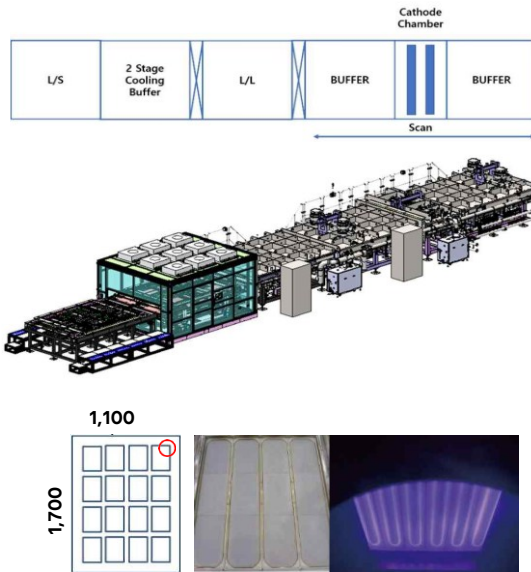 Cathode
Chamber
L/S
2 Stage
Cooling
Buffer
L/L
BUFFER
BUFFER
Scan
1,100
1,700